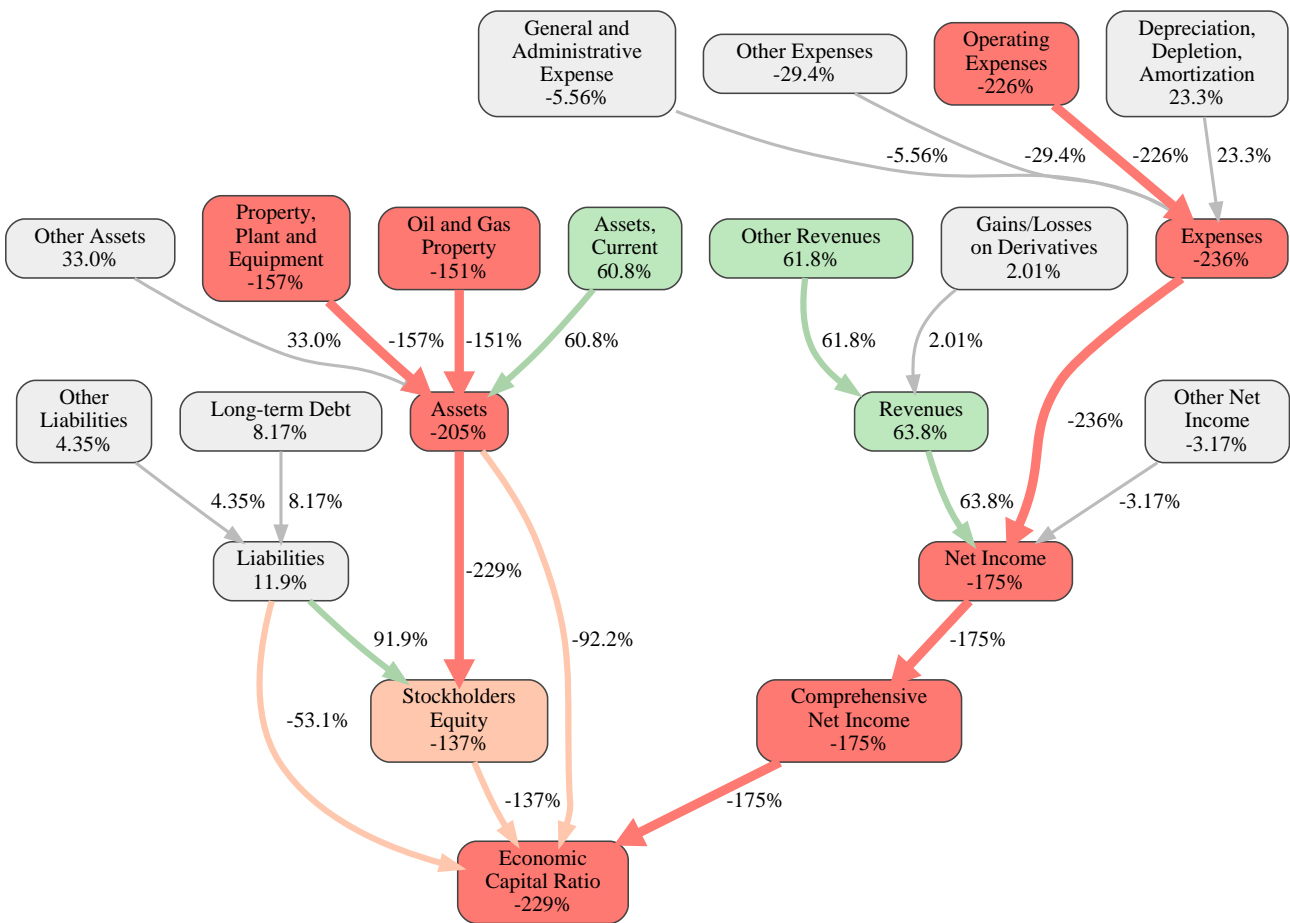 General and
Administrative
Expense
-5.56%
Other Expenses
-29.4%
Operating
Expenses
-226%
Depreciation,
Depletion,
Amortization
23.3%
-5.56%
-29.4%
-226%
23.3%
Other Assets
33.0%
Property,
Plant and
Equipment
-157%
Oil and Gas
Property
-151%
Assets,
Current
60.8%
Other Revenues
61.8%
Gains/Losses
on Derivatives
2.01%
Expenses
-236%
33.0%
-157%
-151%
60.8%
61.8%
2.01%
-236%
Other
Liabilities
4.35%
Long-term Debt
8.17%
Assets
-205%
Revenues
63.8%
Other Net
Income
-3.17%
4.35%
8.17%
-229%
63.8%
-3.17%
Liabilities
11.9%
Net Income
-175%
91.9%
-92.2%
-175%
-53.1%
Stockholders
Equity
-137%
Comprehensive
Net Income
-175%
-137%
-175%
Economic
Capital Ratio
-229%